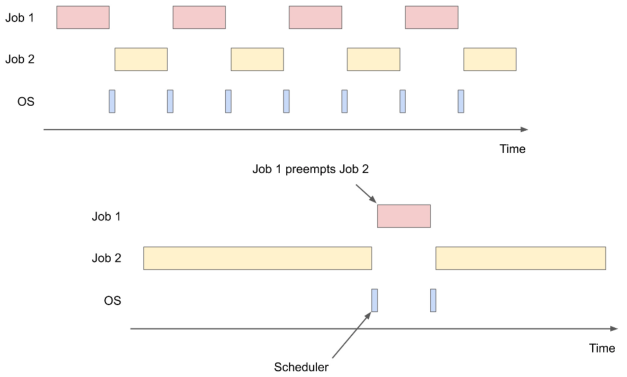 Job 1
Job 2
OS
Time
Job 1 preempts Job 2
Job 1
Job 2
OS
Time
Scheduler